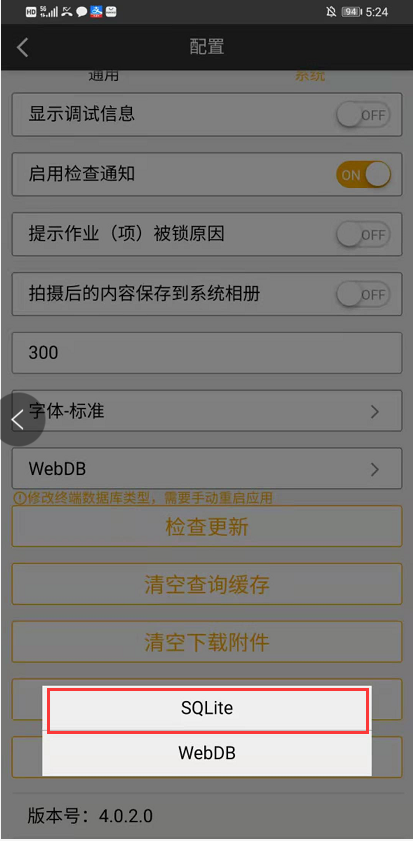 HD 5G 94 5:24
配置
通用 系统
显示调试信息 OFF
启用检查通知 ON
提示作业（项）被锁原因 OFF
拍摄后的内容保存到系统相册 OFF
300
字体-标准
WebDB
修改终端数据库类型，需要手动重启应用
检查更新
清空查询缓存
清空下载附件
SQLite
WebDB
版本号：4.0.2.0